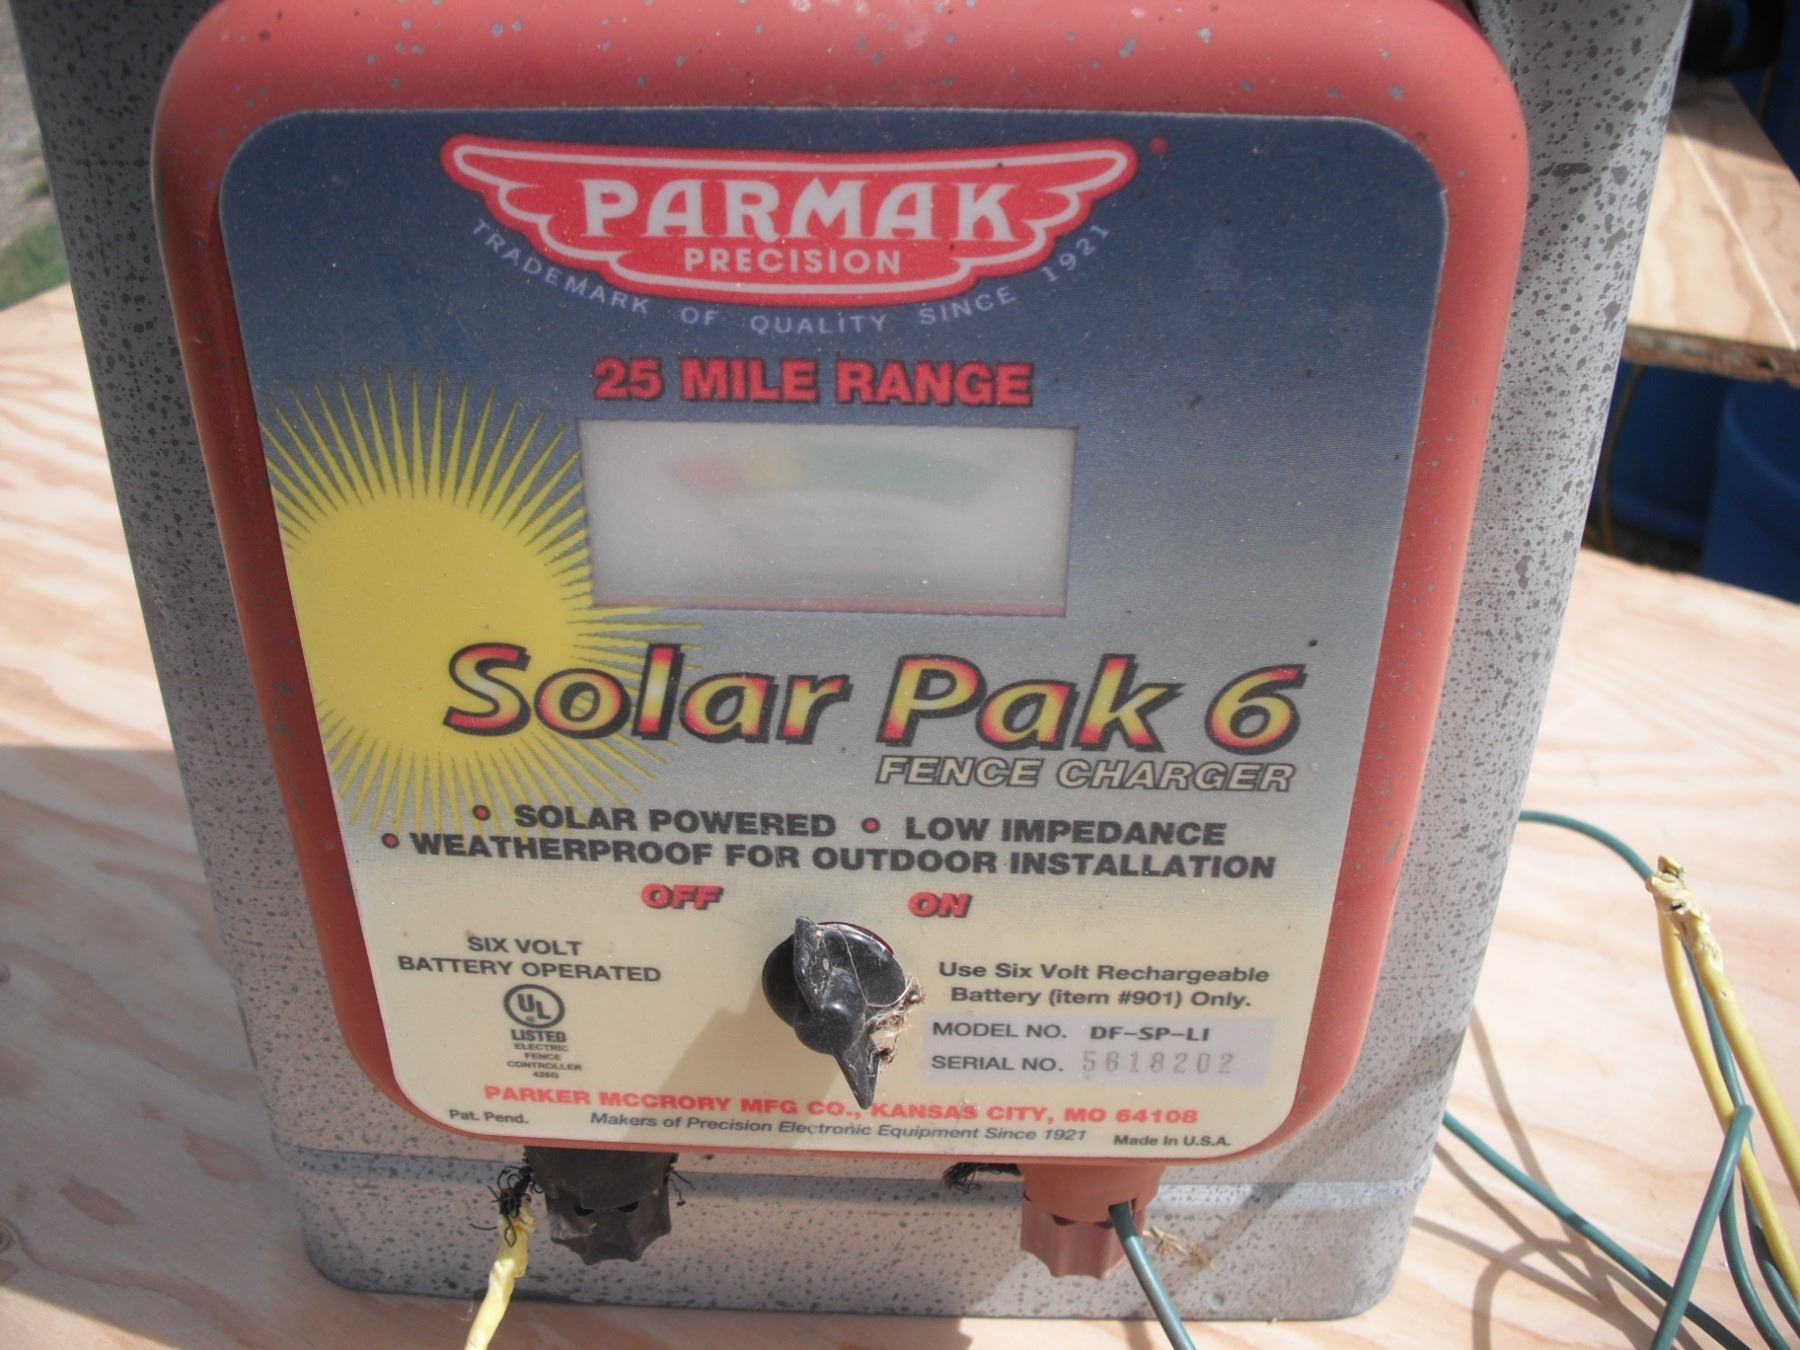 PARMAK
PRECISION
TRADEMARK OF QUALITY SINCE 1921
25 MILE RANGE
Solar Pak 6
FENCE CHARGER
• SOLAR POWERED • LOW IMPEDANCE
• WEATHERPROOF FOR OUTDOOR INSTALLATION
OFF ON
SIX VOLT
BATTERY OPERATED
UL
LISTED
ELECTRIC
FENCE
CONTROLLER
426G
Use Six Volt Rechargeable
Battery (item #901) Only.
MODEL NO. DF-SP-LI
SERIAL NO. 5618202
PARKER MCCRORY MFG CO., KANSAS CITY, MO 64108
Pat. Pend. Makers of Precision Electronic Equipment Since 1921 Made In U.S.A.